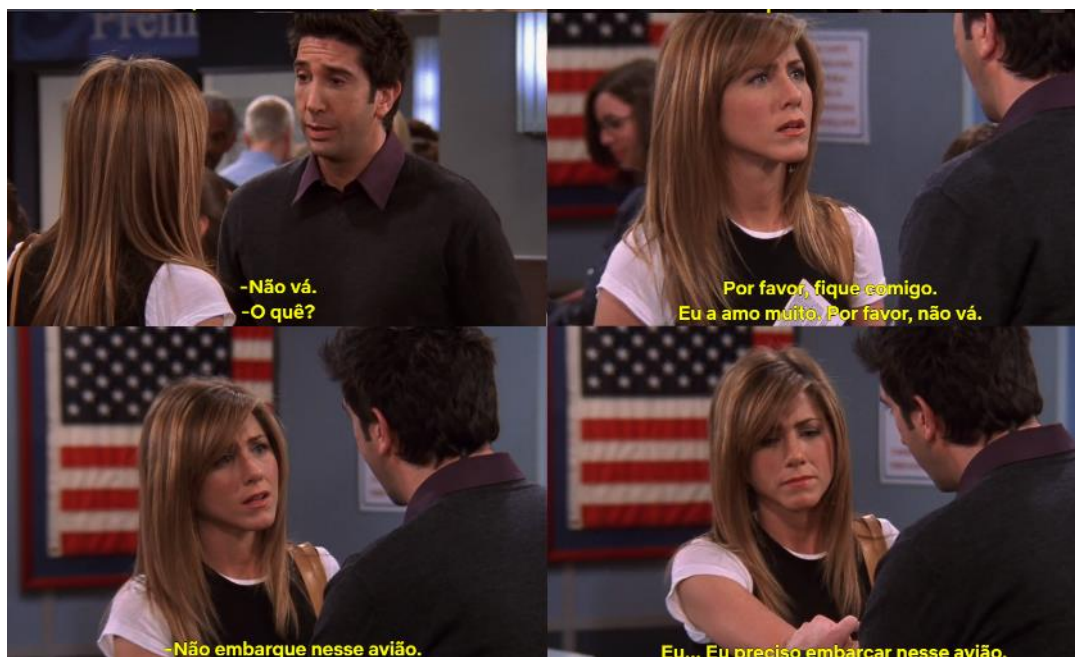 Prem
-Não vá.
-O quê?
Por favor, fique comigo.
Eu a amo muito. Por favor, não vá.
-Não embarque nesse avião.
Eu... Eu preciso embarcar nesse avião.